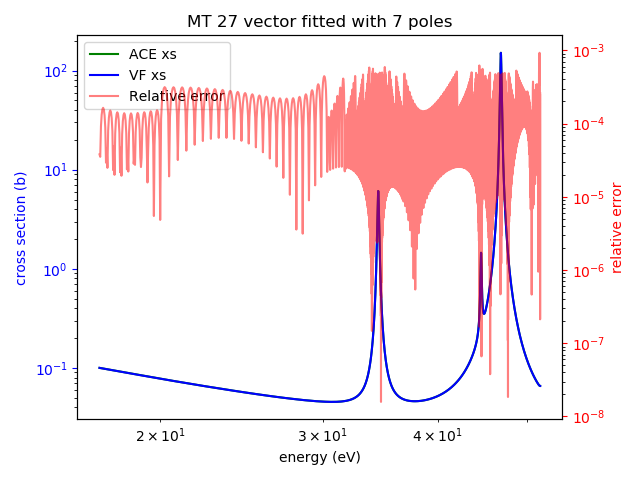 MT 27 vector fitted with 7 poles
ACE xs
VF xs
Relative error
cross section (b)
10²
10¹
10⁰
10⁻¹
10⁻³
10⁻⁴
10⁻⁵
10⁻⁶
10⁻⁷
10⁻⁸
relative error
2 × 10¹
3 × 10¹
4 × 10¹
energy (eV)